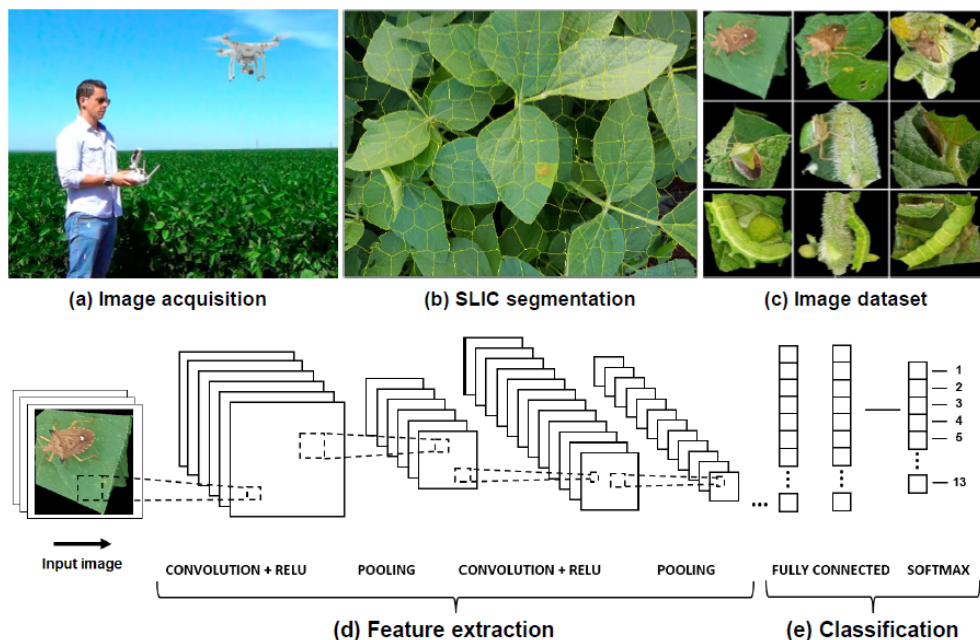 (a) Image acquisition
(b) SLIC segmentation
(c) Image dataset
1
2
3
4
5
13
Input image
CONVOLUTION + RELU
POOLING
CONVOLUTION + RELU
POOLING
FULLY CONNECTED
SOFTMAX
(d) Feature extraction
(e) Classification